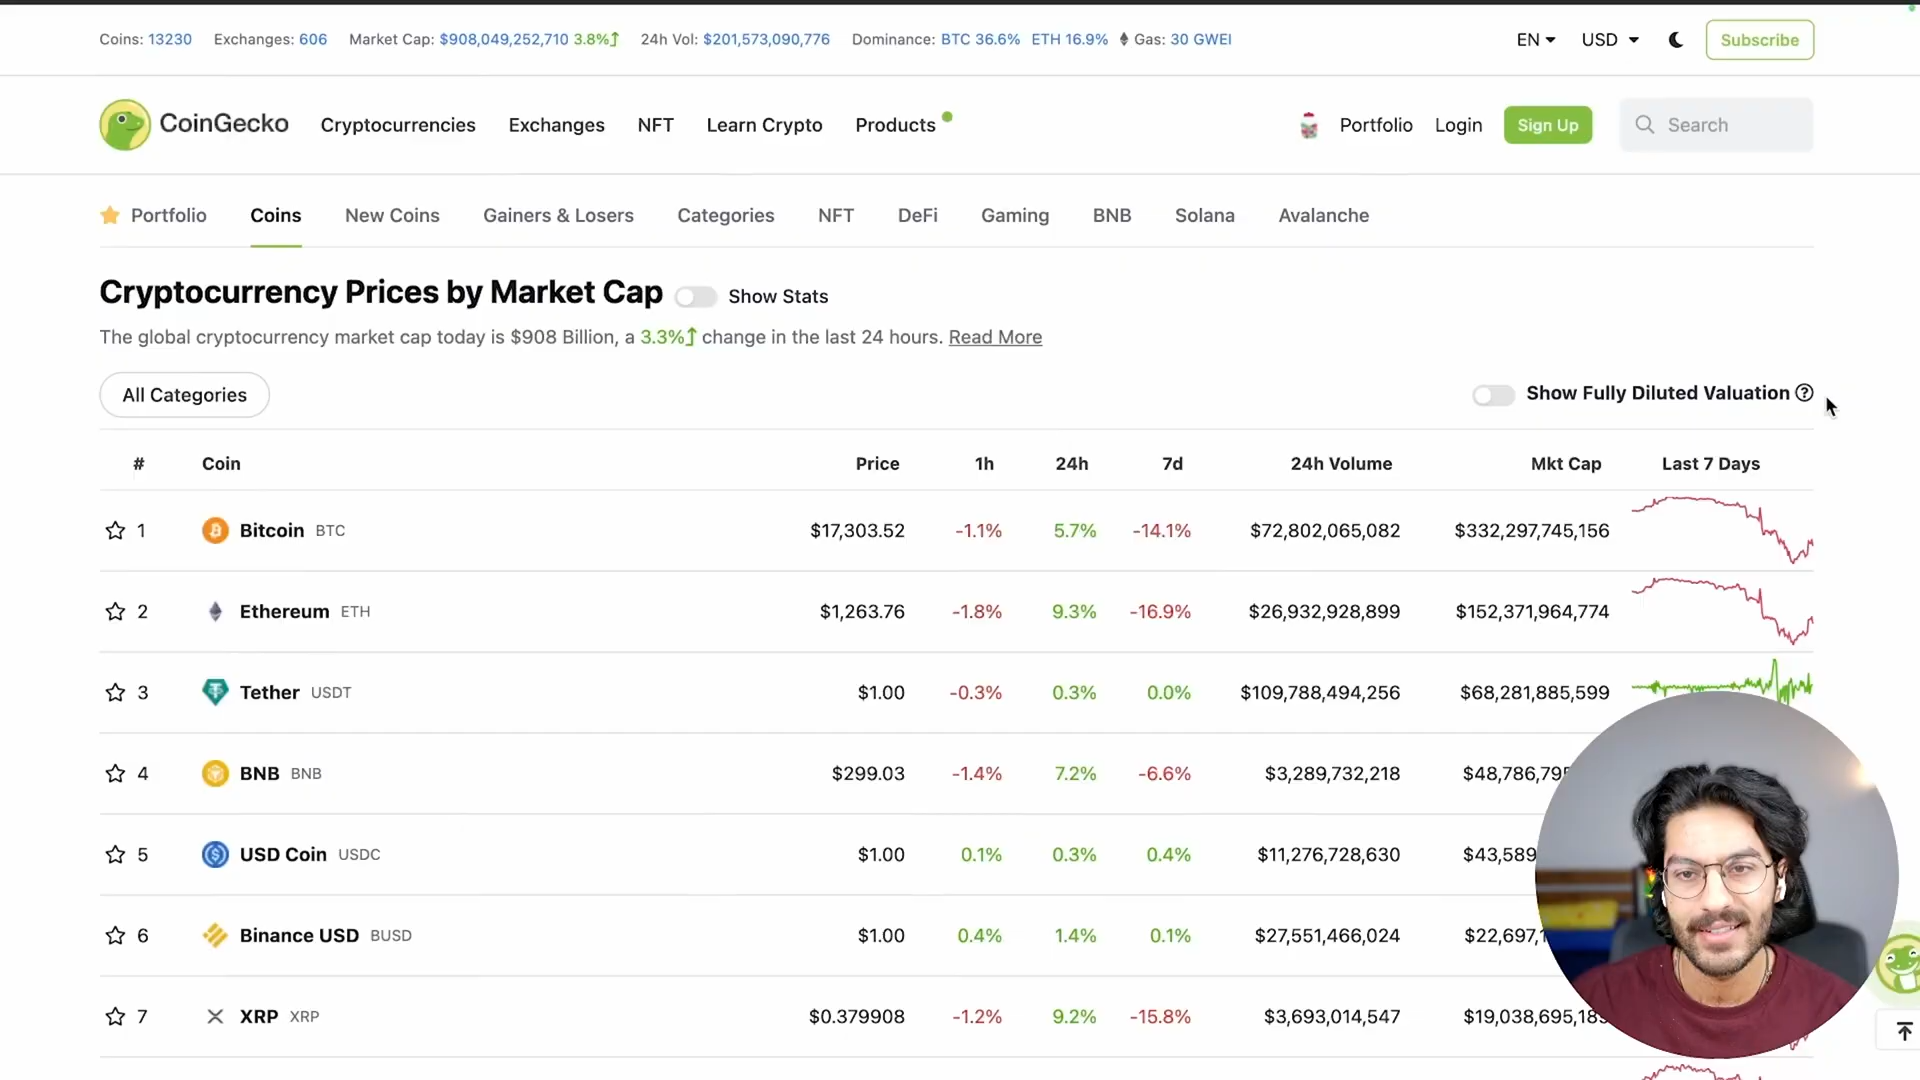 Coins: 13230 Exchanges: 606 Market Cap: $908,049,252,710 3.8% 24h Vol: $201,573,090,776 Dominance: BTC 36.6% ETH 16.9% Gas: 30 GWEI EN USD Subscribe
CoinGecko Cryptocurrencies Exchanges NFT Learn Crypto Products Portfolio Login Sign Up Search
Portfolio Coins New Coins Gainers & Losers Categories NFT DeFi Gaming BNB Solana Avalanche
Cryptocurrency Prices by Market Cap Show Stats
The global cryptocurrency market cap today is $908 Billion, a 3.3% change in the last 24 hours. Read More
All Categories Show Fully Diluted Valuation ?
# Coin Price 1h 24h 7d 24h Volume Mkt Cap Last 7 Days
1 Bitcoin BTC $17,303.52 -1.1% 5.7% -14.1% $72,802,065,082 $332,297,745,156
2 Ethereum ETH $1,263.76 -1.8% 9.3% -16.9% $26,932,928,899 $152,371,964,774
3 Tether USDT $1.00 -0.3% 0.3% 0.0% $109,788,494,256 $68,281,885,599
4 BNB BNB $299.03 -1.4% 7.2% -6.6% $3,289,732,218 $48,786,79
5 USD Coin USDC $1.00 0.1% 0.3% 0.4% $11,276,728,630 $43,589
6 Binance USD BUSD $1.00 0.4% 1.4% 0.1% $27,551,466,024 $22,697,
7 XRP XRP $0.379908 -1.2% 9.2% -15.8% $3,693,014,547 $19,038,695,18